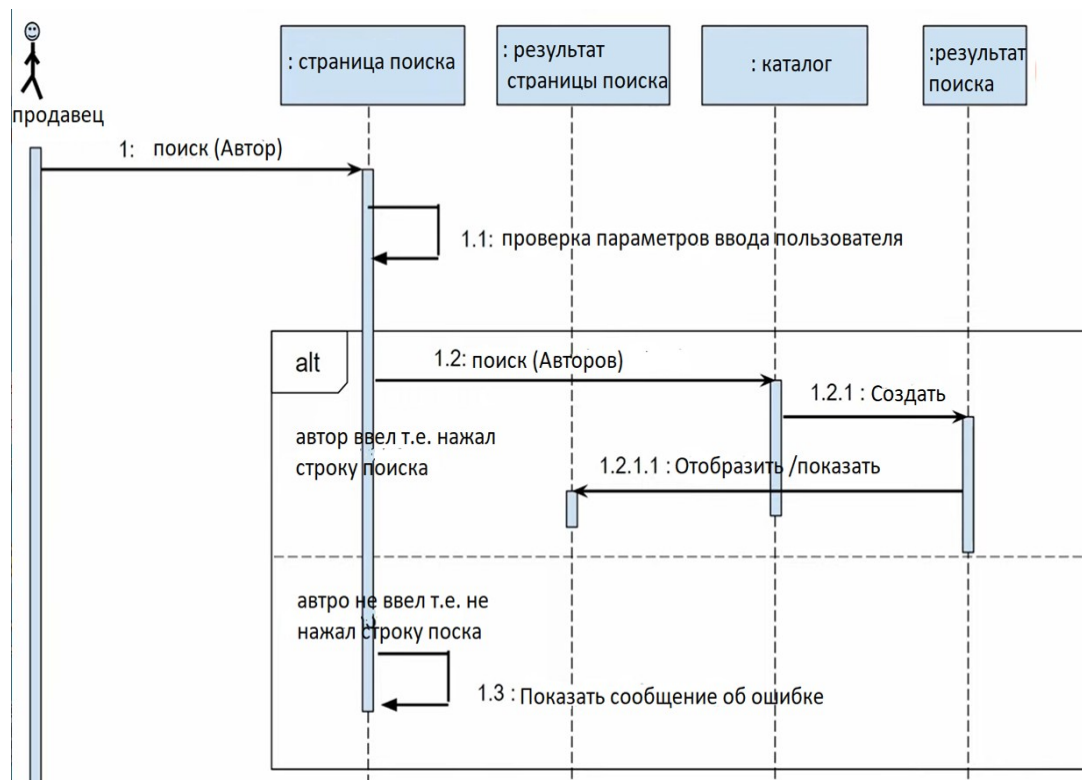 продавец
: страница поиска
: результат
страницы поиска
: каталог
:результат
поиска
1: поиск (Автор)
1.1: проверка параметров ввода пользователя
alt
1.2: поиск (Авторов)
1.2.1 : Создать
автор ввел т.е. нажал
строку поиска
1.2.1.1 : Отобразить /показать
автро не ввел т.е. не
нажал строку поска
1.3 : Показать сообщение об ошибке